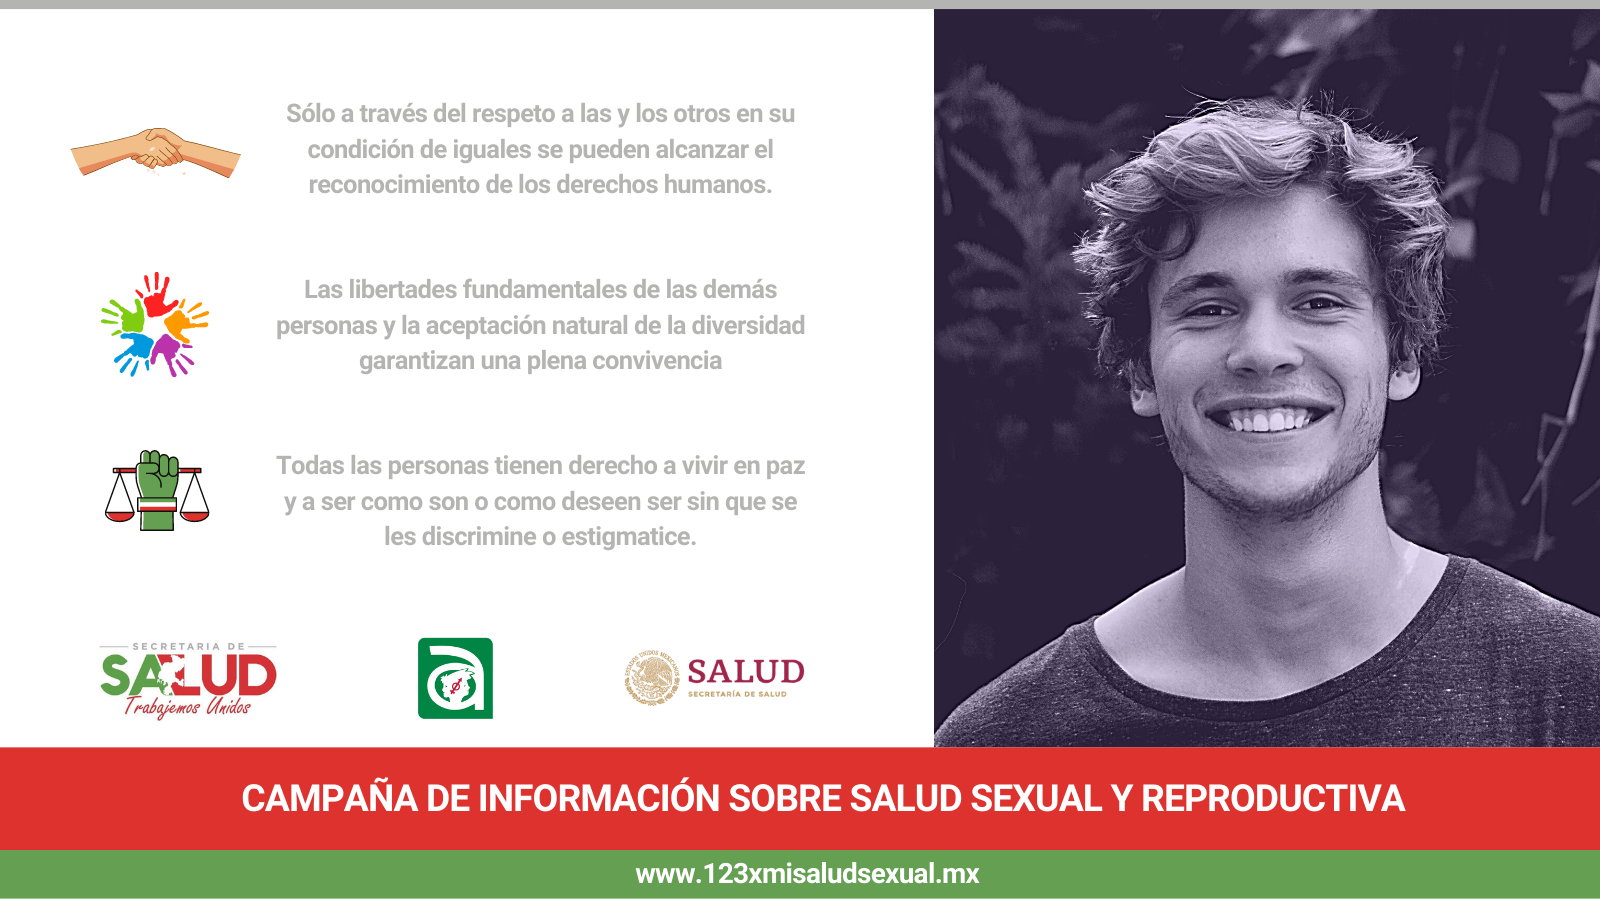 Sólo a través del respeto a las y los otros en su
condición de iguales se pueden alcanzar el
reconocimiento de los derechos humanos.
Las libertades fundamentales de las demás
personas y la aceptación natural de la diversidad
garantizan una plena convivencia
Todas las personas tienen derecho a vivir en paz
y a ser como son o como deseen ser sin que se
les discrimine o estigmatice.
SECRETARIA DE
SALUD
Trabajemos Unidos
a
ESTADOS UNIDOS MEXICANOS
SALUD
SECRETARÍA DE SALUD
CAMPAÑA DE INFORMACIÓN SOBRE SALUD SEXUAL Y REPRODUCTIVA
www.123xmisaludsexual.mx